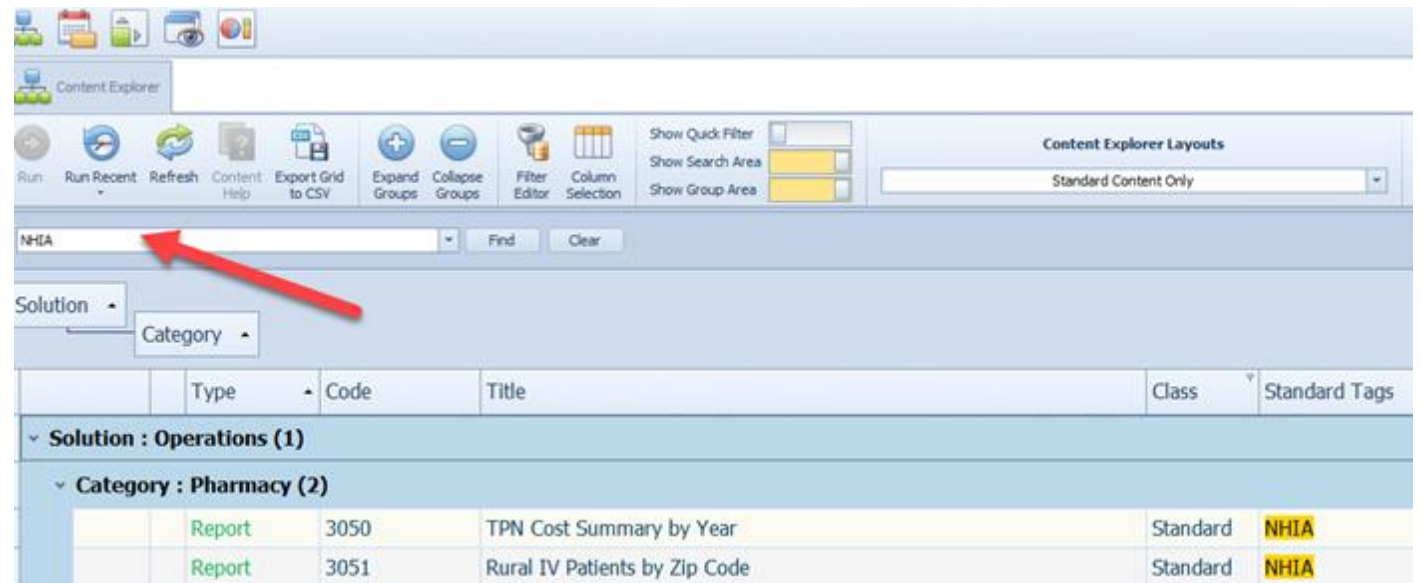 Content Explorer
Run Run Recent Refresh Content Help Export Grid to CSV Expand Groups Collapse Groups Filter Editor Column Selection
Show Quick Filter
Show Search Area
Show Group Area
Content Explorer Layouts
Standard Content Only
NHIA Find Clear
Solution
Category
Type Code Title Class Standard Tags
Solution : Operations (1)
Category : Pharmacy (2)
Report 3050 TPN Cost Summary by Year Standard NHIA
Report 3051 Rural IV Patients by Zip Code Standard NHIA